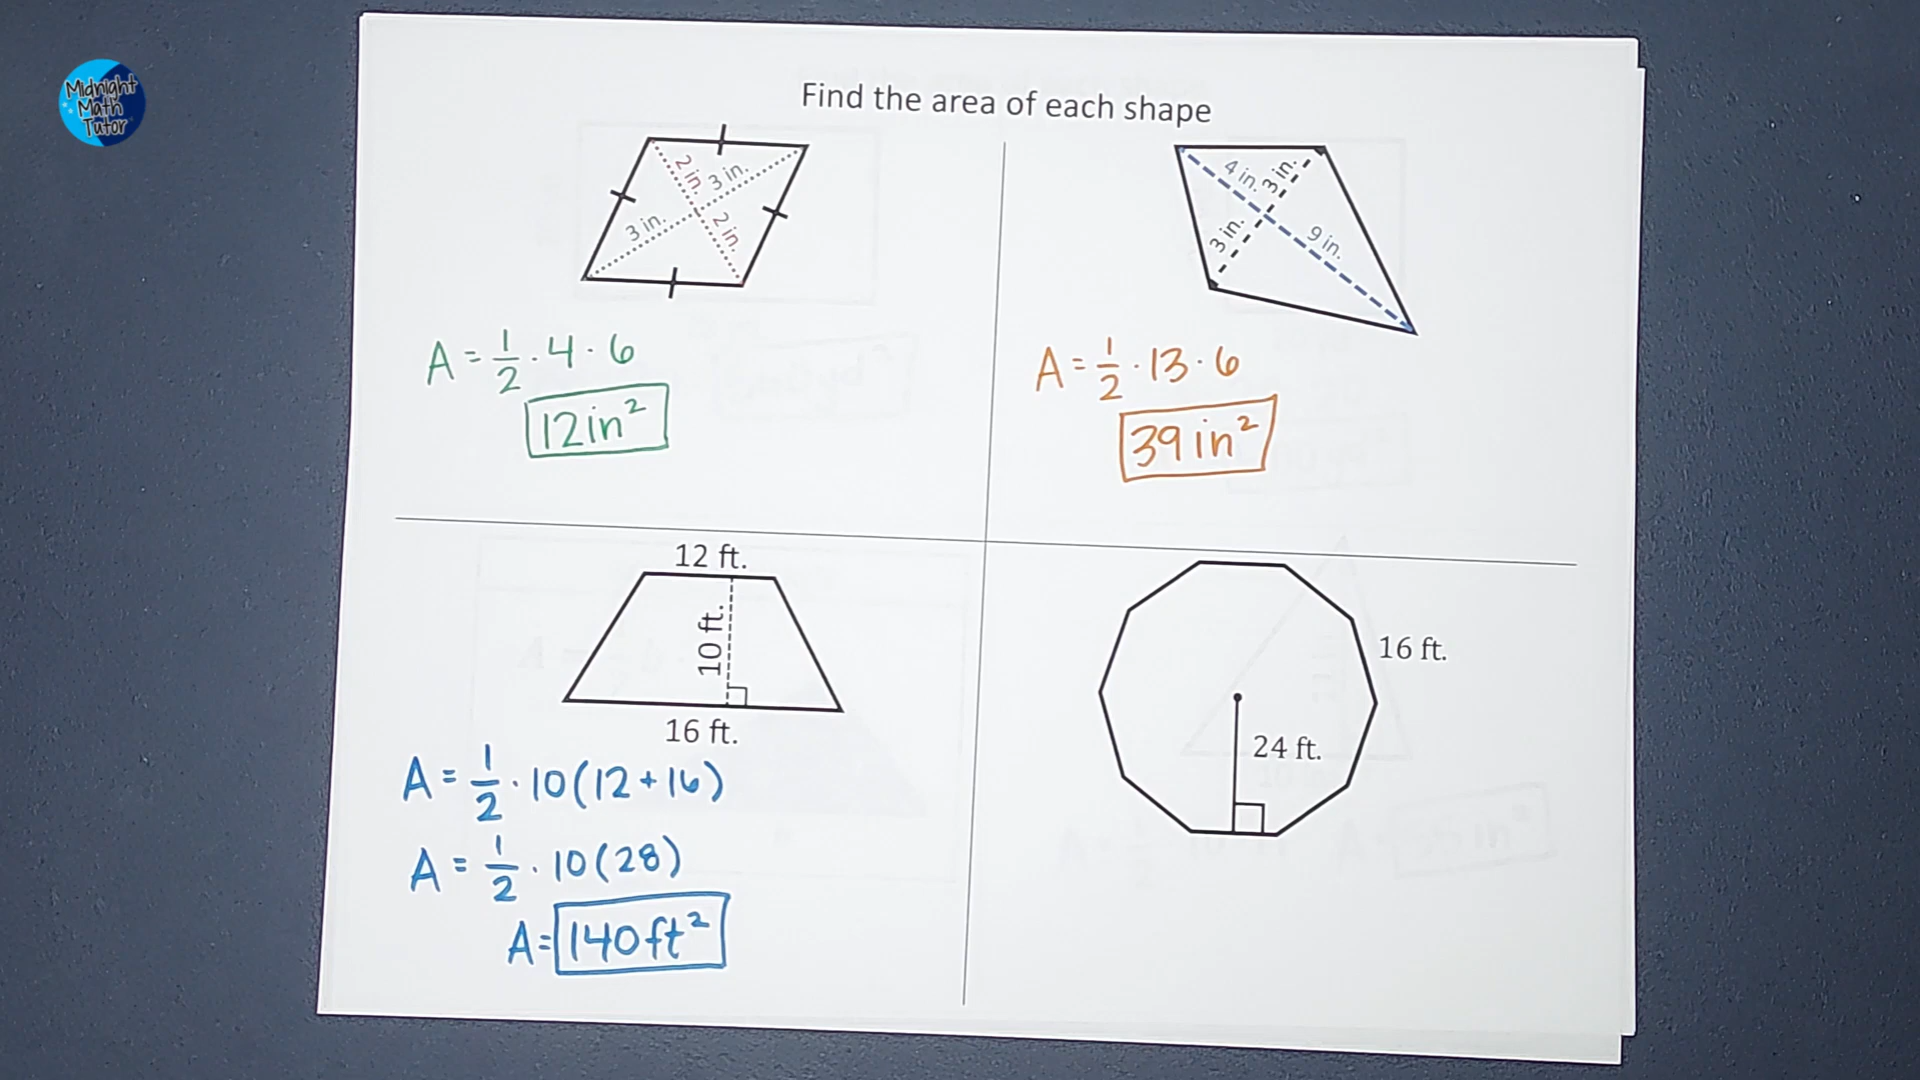 Midnight
Math
Tutor
Find the area of each shape
2 in.
3 in.
3 in.
2 in.
A = 1/2 · 4 · 6
12 in²
4 in.
3 in.
3 in.
9 in.
A = 1/2 · 13 · 6
39 in²
12 ft.
10 ft.
16 ft.
A = 1/2 · 10 (12 + 16)
A = 1/2 · 10 (28)
A = 140 ft²
16 ft.
24 ft.